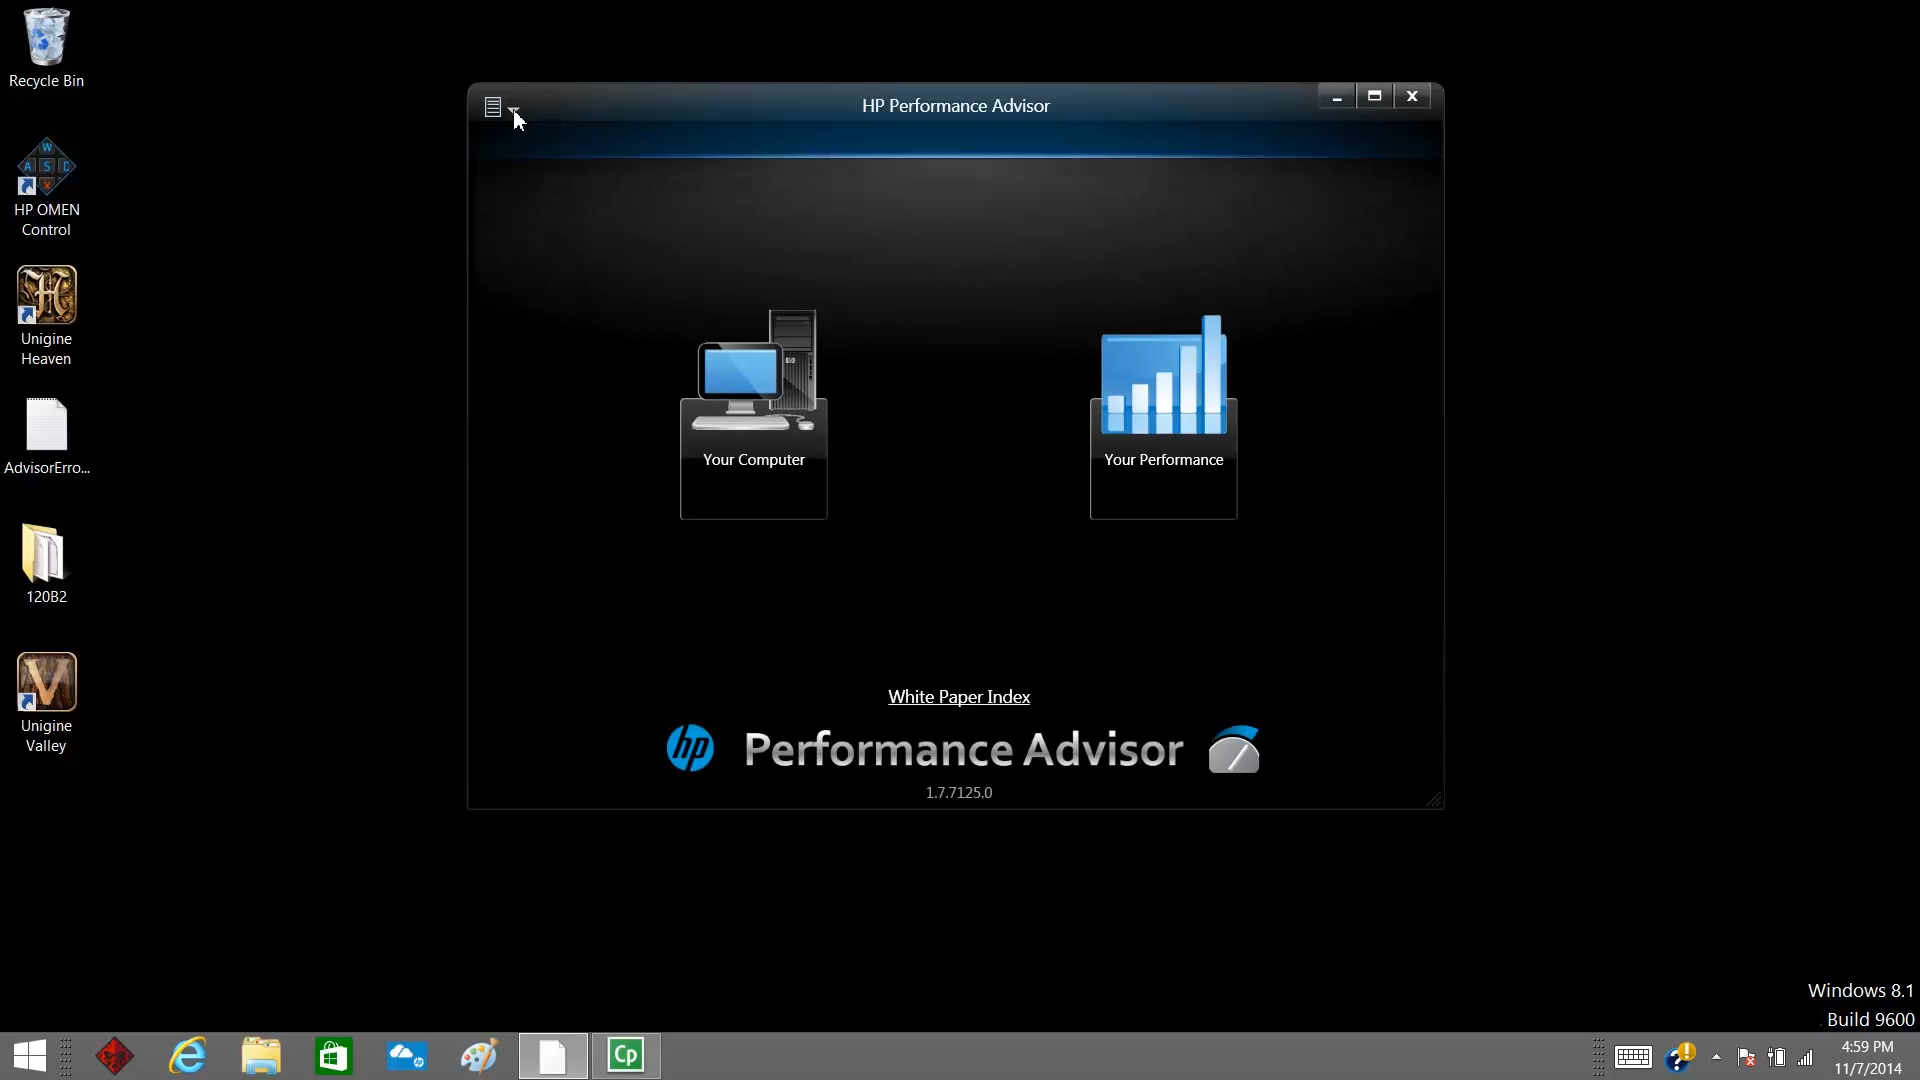 Recycle Bin
HP OMEN
Control
Unigine
Heaven
AdvisorErro...
120B2
Unigine
Valley
HP Performance Advisor
Your Computer
Your Performance
White Paper Index
hp Performance Advisor
1.7.7125.0
Windows 8.1
Build 9600
Cp
4:59 PM
11/7/2014